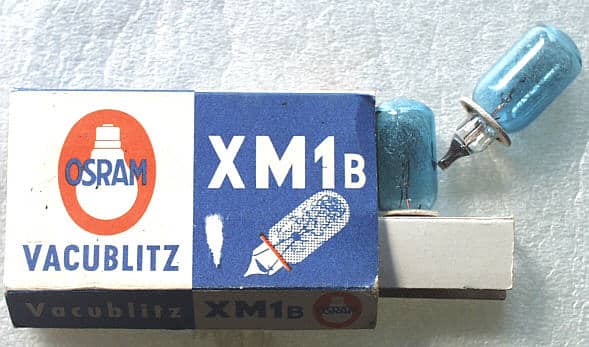 OSRAM
VACUBLITZ
XM1B
Vacublitz XM1B OSRAM